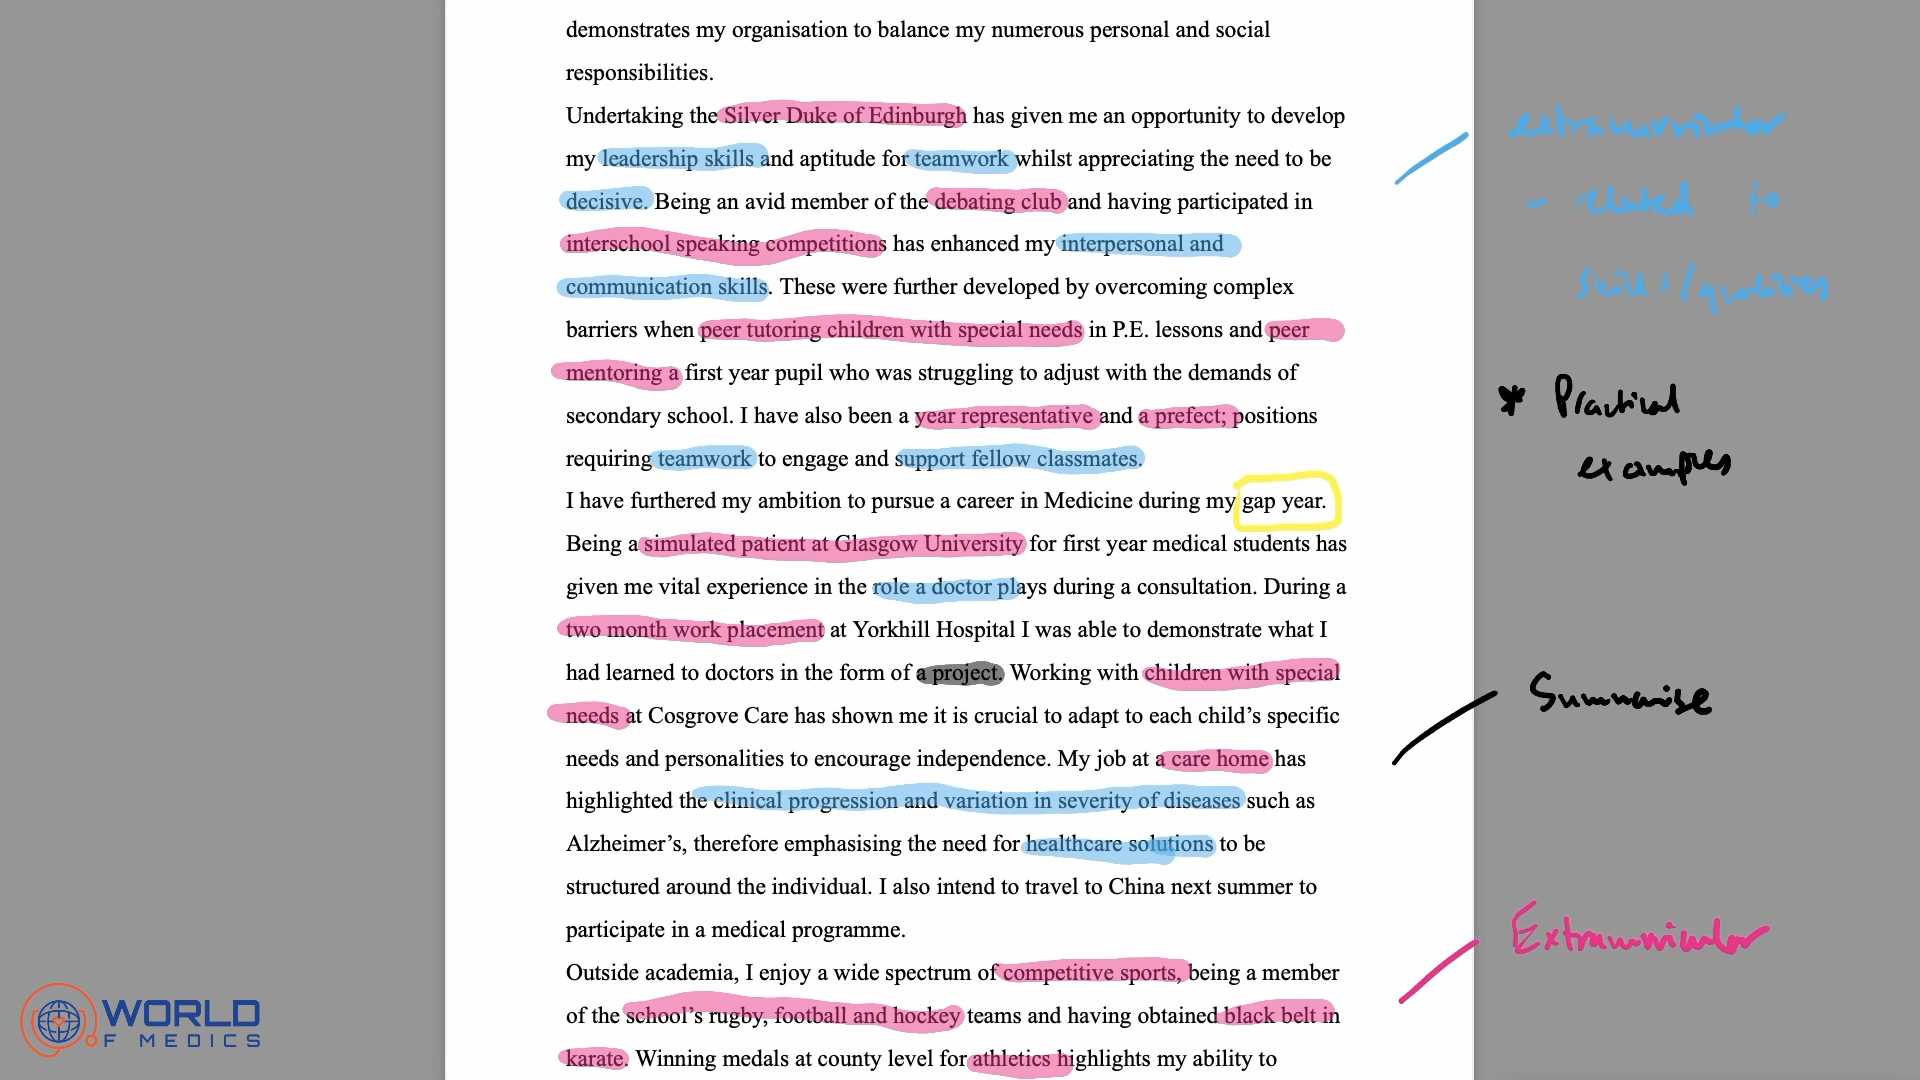 demonstrates my organisation to balance my numerous personal and social
responsibilities.
Undertaking the Silver Duke of Edinburgh has given me an opportunity to develop
my leadership skills and aptitude for teamwork whilst appreciating the need to be
decisive. Being an avid member of the debating club and having participated in
interschool speaking competitions has enhanced my interpersonal and
communication skills. These were further developed by overcoming complex
barriers when peer tutoring children with special needs in P.E. lessons and peer
mentoring a first year pupil who was struggling to adjust with the demands of
secondary school. I have also been a year representative and a prefect; positions
requiring teamwork to engage and support fellow classmates.
I have furthered my ambition to pursue a career in Medicine during my gap year.
Being a simulated patient at Glasgow University for first year medical students has
given me vital experience in the role a doctor plays during a consultation. During a
two month work placement at Yorkhill Hospital I was able to demonstrate what I
had learned to doctors in the form of a project. Working with children with special
needs at Cosgrove Care has shown me it is crucial to adapt to each child’s specific
needs and personalities to encourage independence. My job at a care home has
highlighted the clinical progression and variation in severity of diseases such as
Alzheimer’s, therefore emphasising the need for healthcare solutions to be
structured around the individual. I also intend to travel to China next summer to
participate in a medical programme.
Outside academia, I enjoy a wide spectrum of competitive sports, being a member
of the school’s rugby, football and hockey teams and having obtained black belt in
karate. Winning medals at county level for athletics highlights my ability to
extracurricular
- related to
skills/qualities
* Practical
examples
Summarise
Extracurricular
WORLD
OF MEDICS